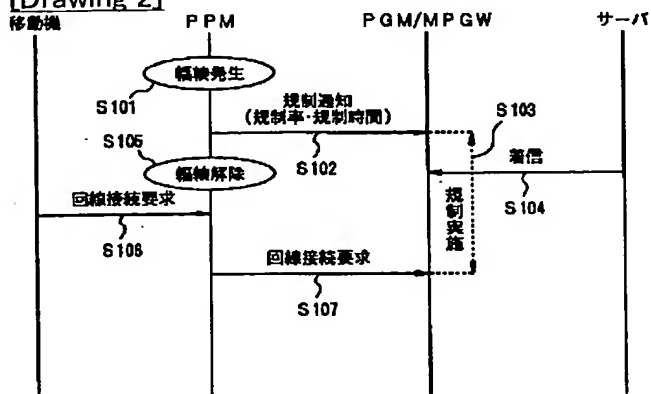 [Drawing 2]
移動機 PPM PGM/MPGW サーバ
輻輳発生
S101
規制通知
(規制率・規制時間)
S102
S103
S105
輻輳解除
着信
S104
回線接続要求
S106
規制実施
回線接続要求
S107